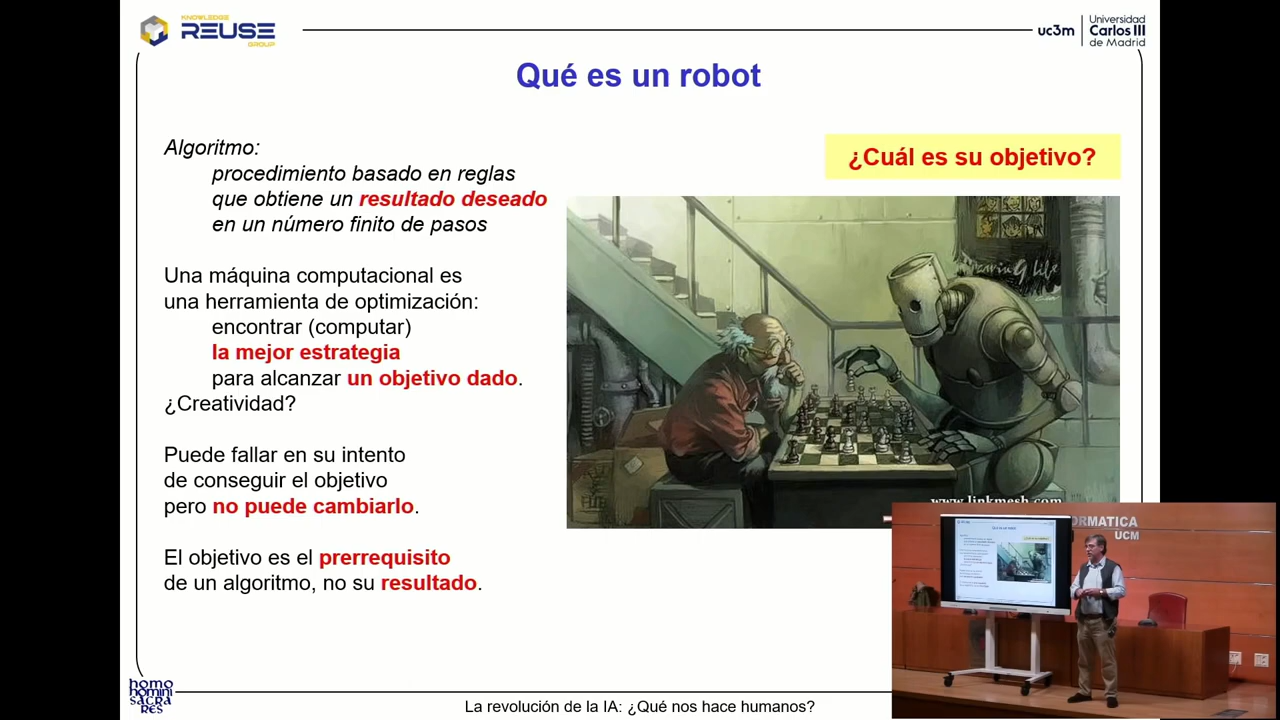 KNOWLEDGE
REUSE
GROUP
uc3m
Universidad
Carlos III
de Madrid
Qué es un robot
Algoritmo:
procedimiento basado en reglas
que obtiene un resultado deseado
en un número finito de pasos
¿Cuál es su objetivo?
Una máquina computacional es
una herramienta de optimización:
encontrar (computar)
la mejor estrategia
para alcanzar un objetivo dado.
¿Creatividad?
Puede fallar en su intento
de conseguir el objetivo
pero no puede cambiarlo.
El objetivo es el prerrequisito
de un algoritmo, no su resultado.
www.linkmesh.com
ORMATICA
UCM
homo
homini
sacra
res
La revolución de la IA: ¿Qué nos hace humanos?